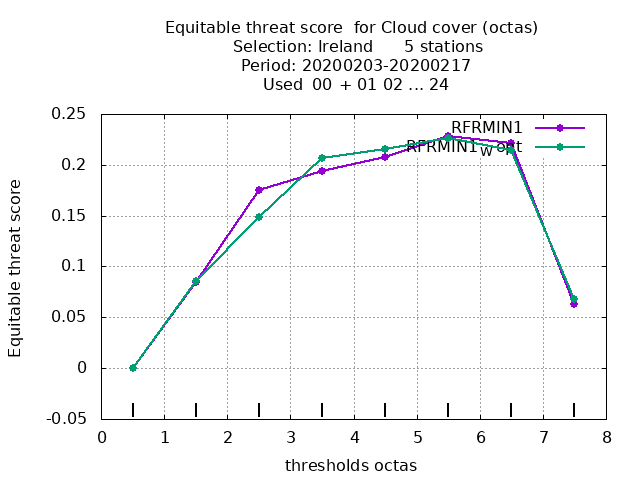 Equitable threat score  for Cloud cover (octas)
Selection: Ireland      5 stations
Period: 20200203-20200217
Used  00  + 01 02 ... 24
RFRMIN1
RFRMIN1_W opt
0.25
0.2
0.15
0.1
0.05
0
-0.05
Equitable threat score
0 1 2 3 4 5 6 7 8
thresholds octas